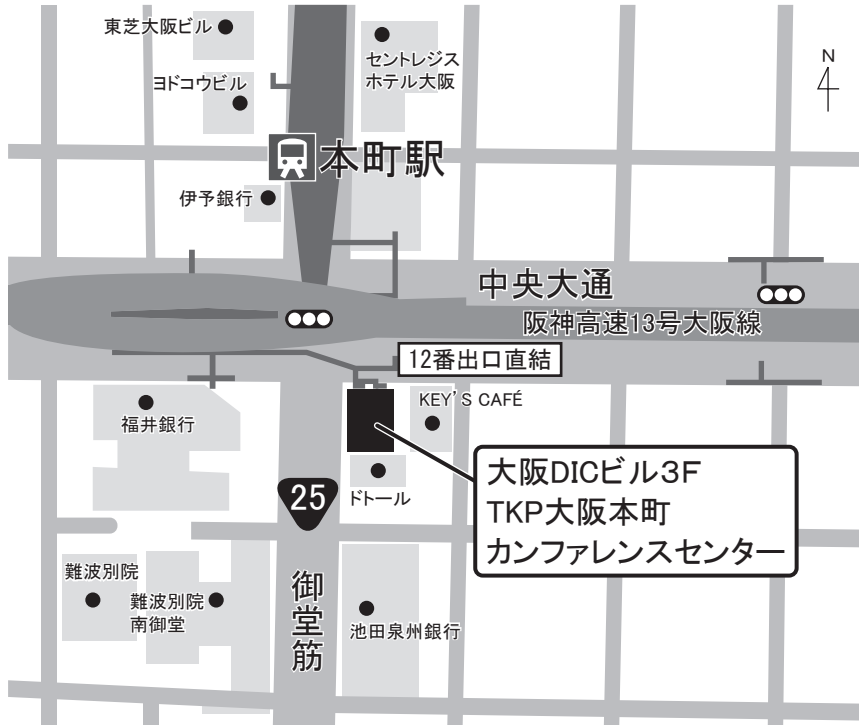 東芝大阪ビル
セントレジス
ホテル大阪
N
ヨドコウビル
本町駅
伊予銀行
中央大通
阪神高速13号大阪線
12番出口直結
KEY'S CAFÉ
福井銀行
大阪DICビル3F
TKP大阪本町
カンファレンスセンター
25
ドトール
御堂筋
難波別院
難波別院
南御堂
池田泉州銀行